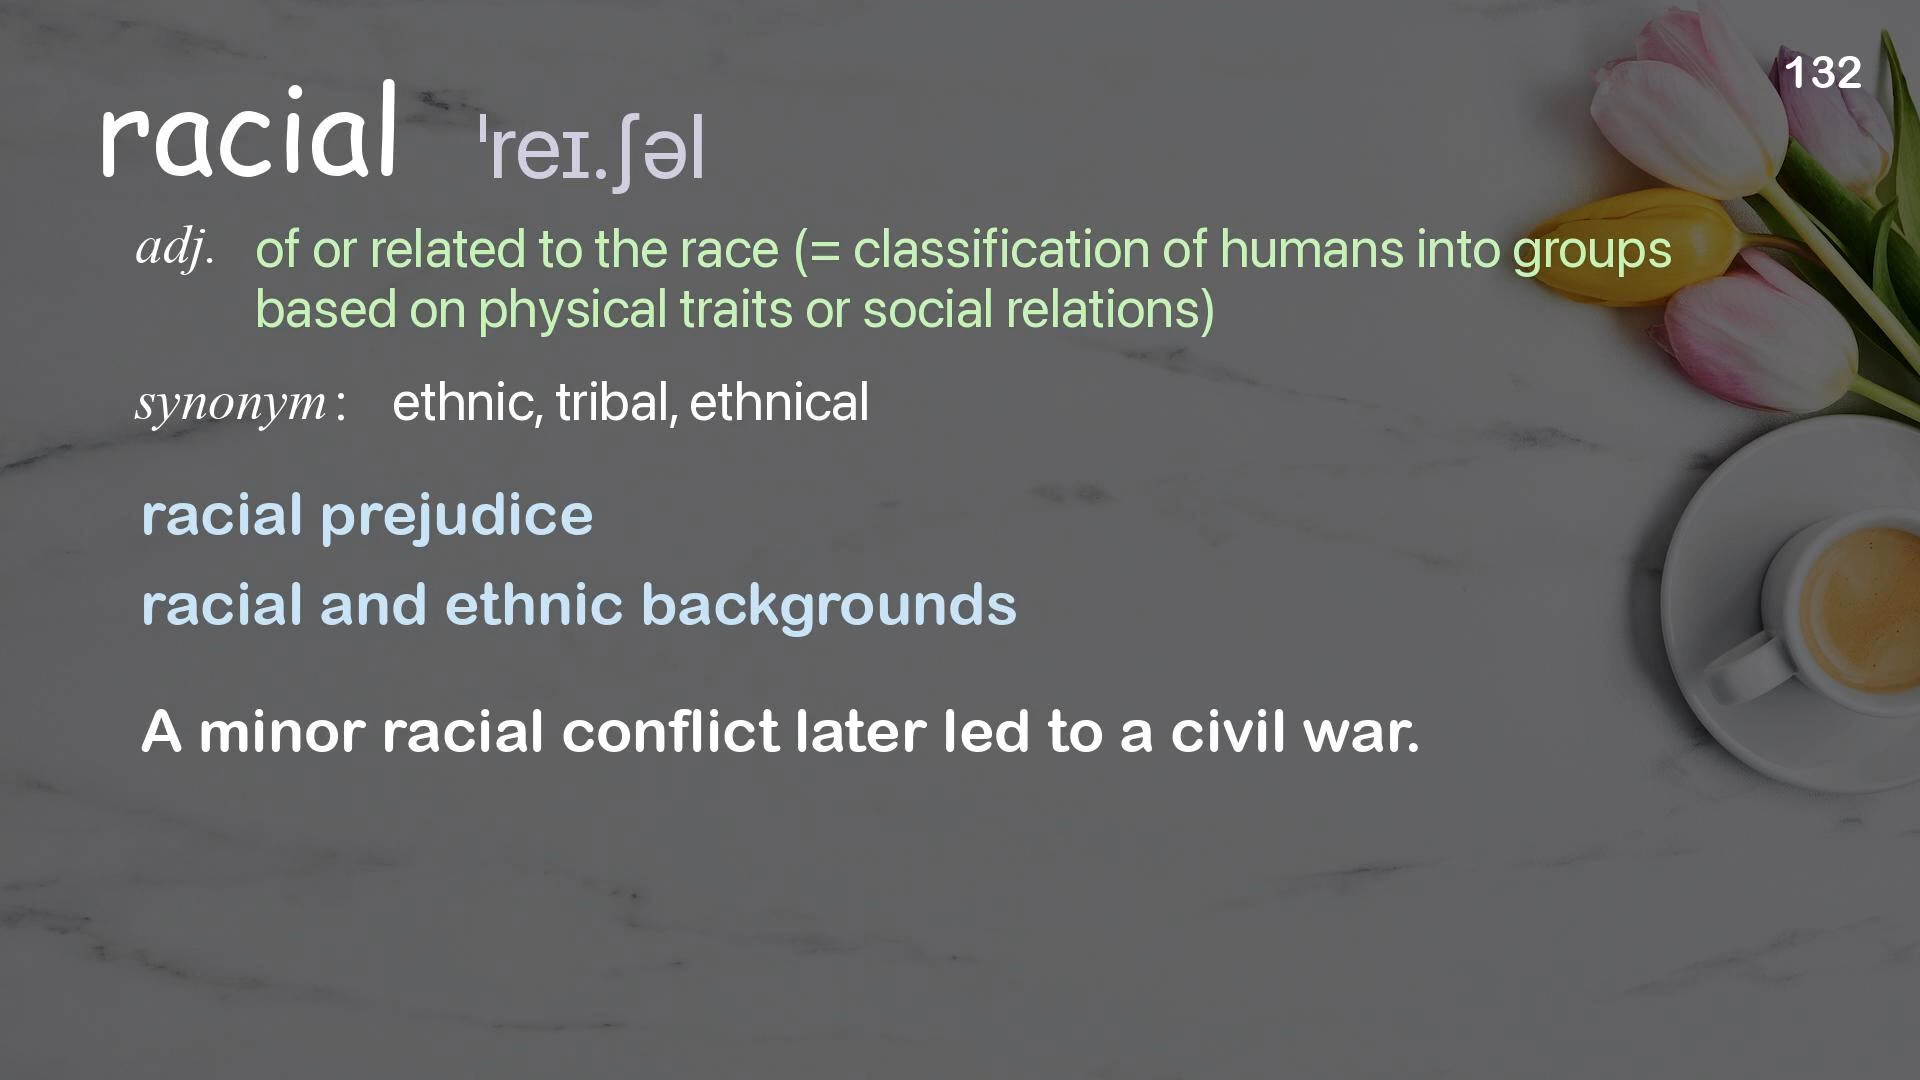 132
racial ˈreɪ.ʃəl
adj. of or related to the race (= classification of humans into groups
based on physical traits or social relations)
synonym: ethnic, tribal, ethnical
racial prejudice
racial and ethnic backgrounds
A minor racial conflict later led to a civil war.